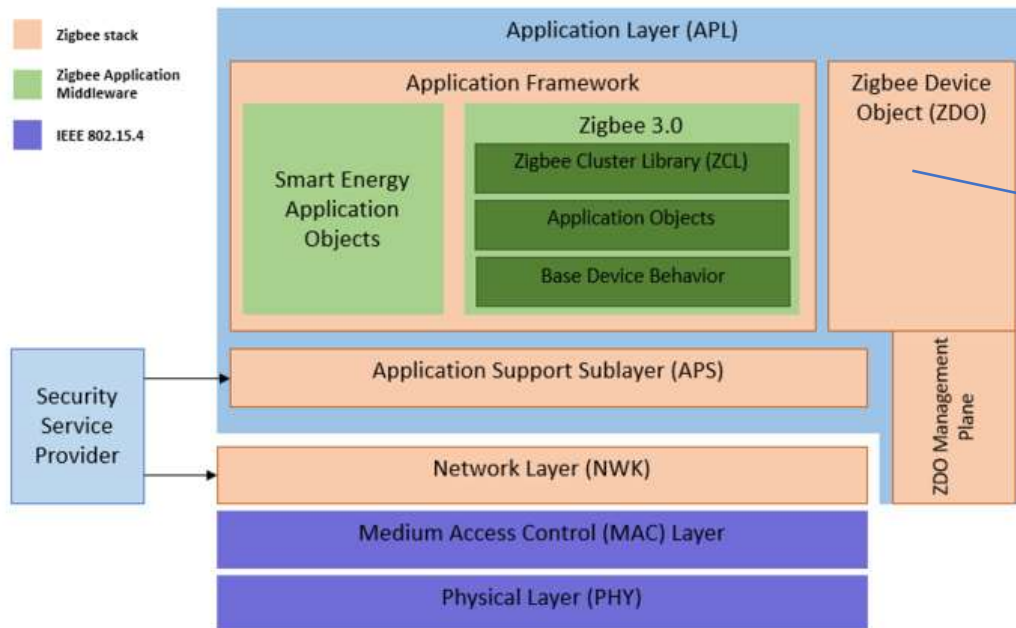 Zigbee stack
Zigbee Application
Middleware
IEEE 802.15.4
Application Layer (APL)
Application Framework
Zigbee Device
Object (ZDO)
Smart Energy
Application
Objects
Zigbee 3.0
Zigbee Cluster Library (ZCL)
Application Objects
Base Device Behavior
Security
Service
Provider
Application Support Sublayer (APS)
ZDO Management
Plane
Network Layer (NWK)
Medium Access Control (MAC) Layer
Physical Layer (PHY)